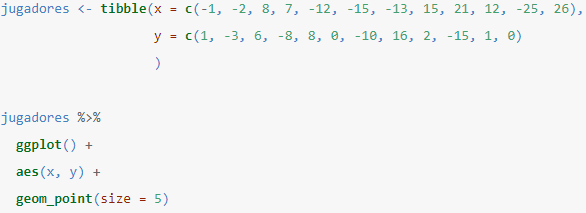 jugadores <- tibble(x = c(-1, -2, 8, 7, -12, -15, -13, 15, 21, 12, -25, 26),
                    y = c(1, -3, 6, -8, 8, 0, -10, 16, 2, -15, 1, 0)
                    )
jugadores %>%
  ggplot() +
  aes(x, y) +
  geom_point(size = 5)